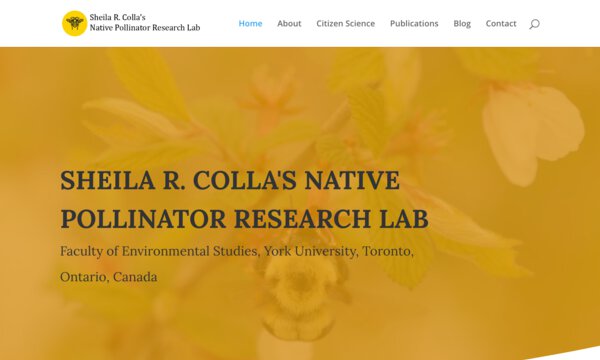 Sheila R. Colla's
Native Pollinator Research Lab
Home About Citizen Science Publications Blog Contact
SHEILA R. COLLA'S NATIVE
POLLINATOR RESEARCH LAB
Faculty of Environmental Studies, York University, Toronto,
Ontario, Canada